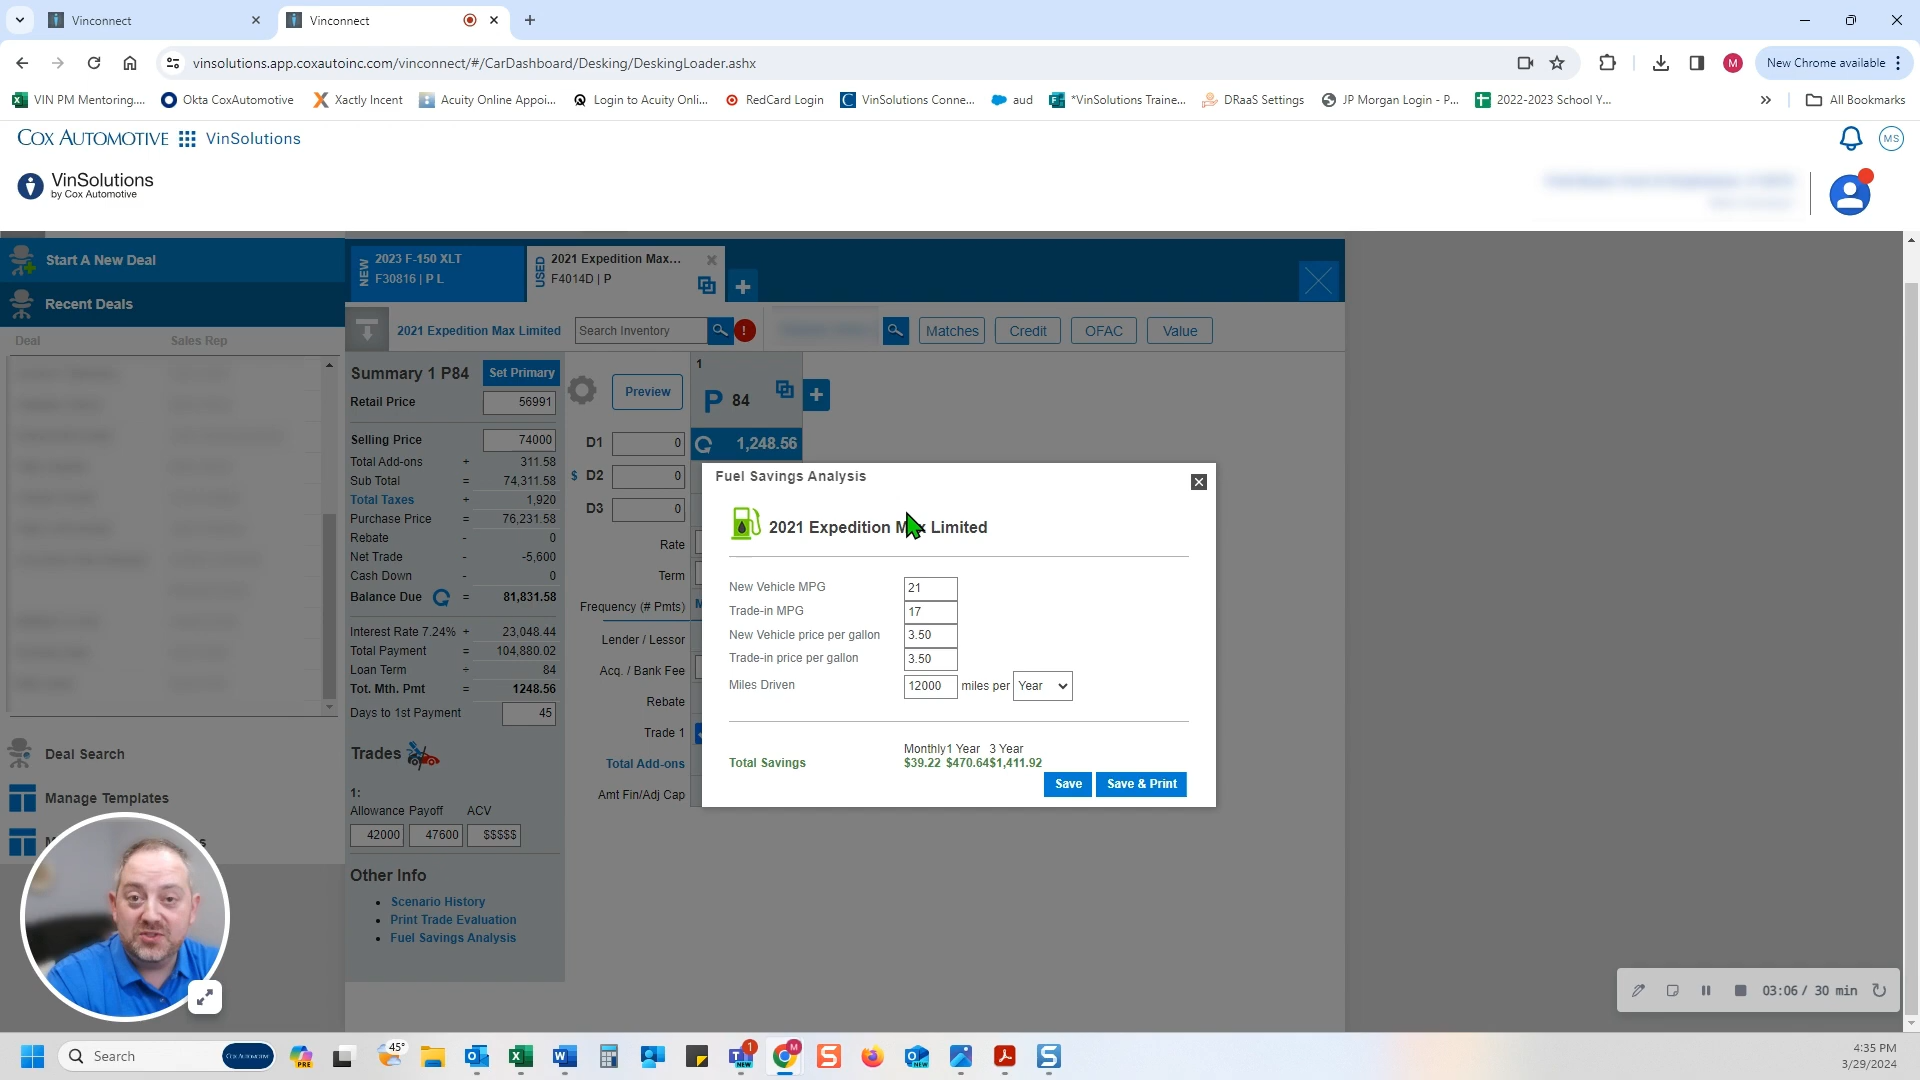 Vinconnect
Vinconnect
vinsolutions.app.coxautoinc.com/vinconnect/#/CarDashboard/Desking/DeskingLoader.ashx
M
New Chrome available
VIN PM Mentoring....
Okta CoxAutomotive
Xactly Incent
Acuity Online Appoi...
Login to Acuity Onli...
RedCard Login
VinSolutions Conne...
aud
*VinSolutions Traine...
DRaaS Settings
JP Morgan Login - P...
2022-2023 School Y...
All Bookmarks
COX AUTOMOTIVE
VinSolutions
MS
VinSolutions
by Cox Automotive
Start A New Deal
Recent Deals
Deal
Sales Rep
Deal Search
Manage Templates
NEW
2023 F-150 XLT
F30816 | P L
USED
2021 Expedition Max...
F4014D | P
2021 Expedition Max Limited
Search Inventory
Matches
Credit
OFAC
Value
Summary 1 P84
Set Primary
Retail Price 56991
Selling Price 74000
Total Add-ons + 311.58
Sub Total = 74,311.58
Total Taxes + 1,920
Purchase Price = 76,231.58
Rebate - 0
Net Trade - -5,600
Cash Down - 0
Balance Due = 81,831.58
Interest Rate 7.24% + 23,048.44
Total Payment = 104,880.02
Loan Term ÷ 84
Tot. Mth. Pmt = 1248.56
Days to 1st Payment 45
Trades
1:
Allowance Payoff ACV
42000 47600 $$$$$
Other Info
Scenario History
Print Trade Evaluation
Fuel Savings Analysis
Preview
1
P 84
1,248.56
D1 0
$ D2 0
D3 0
Rate
Term
Frequency (# Pmts)
Lender / Lessor
Acq. / Bank Fee
Rebate
Trade 1
Total Add-ons
Amt Fin/Adj Cap
Fuel Savings Analysis
2021 Expedition Max Limited
New Vehicle MPG 21
Trade-in MPG 17
New Vehicle price per gallon 3.50
Trade-in price per gallon 3.50
Miles Driven 12000 miles per Year
Monthly1 Year 3 Year
Total Savings $39.22 $470.64$1,411.92
Save
Save & Print
03:06 / 30 min
Search
COX AUTOMOTIVE
PRE
45°
NEW
1
NEW
M
4:35 PM
3/29/2024